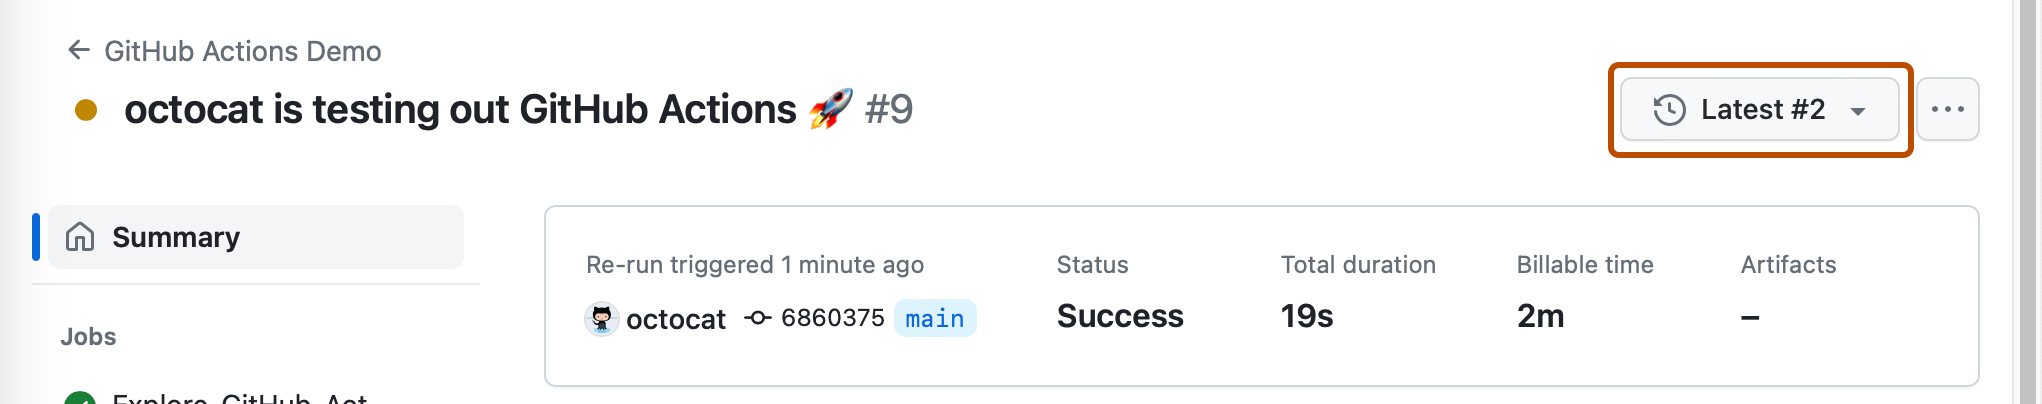 GitHub Actions Demo
octocat is testing out GitHub Actions 🚀 #9
Latest #2
Summary
Re-run triggered 1 minute ago
octocat 6860375 main
Status
Success
Total duration
19s
Billable time
2m
Artifacts
–
Jobs
Explore-GitHub-Act